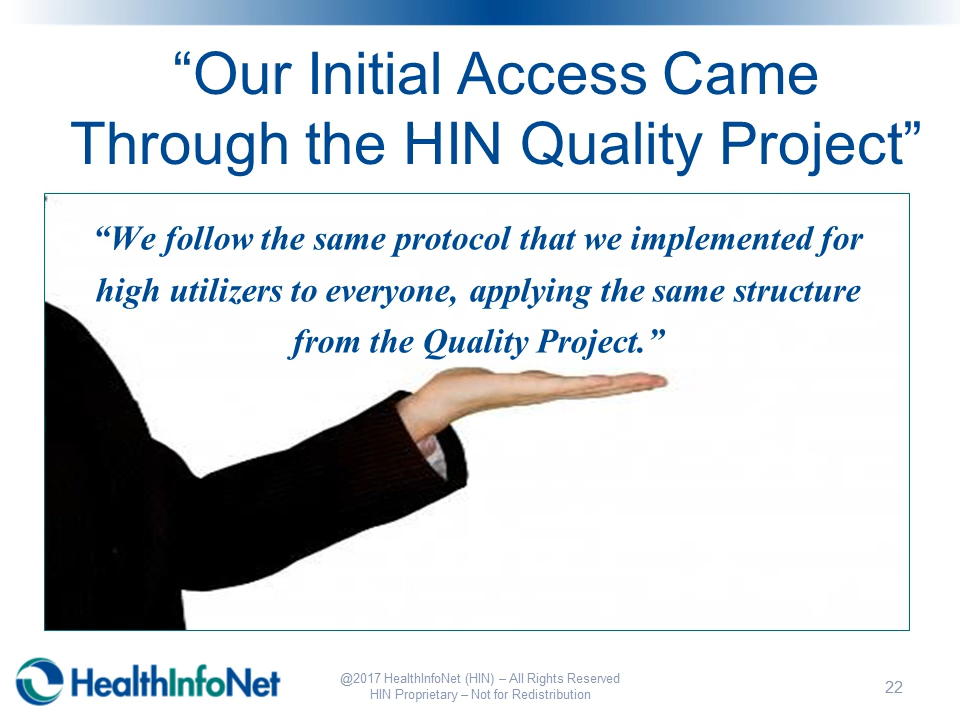 “Our Initial Access Came
Through the HIN Quality Project”
“We follow the same protocol that we implemented for
high utilizers to everyone, applying the same structure
from the Quality Project.”
HealthInfoNet
@2017 HealthInfoNet (HIN) – All Rights Reserved
HIN Proprietary – Not for Redistribution
22